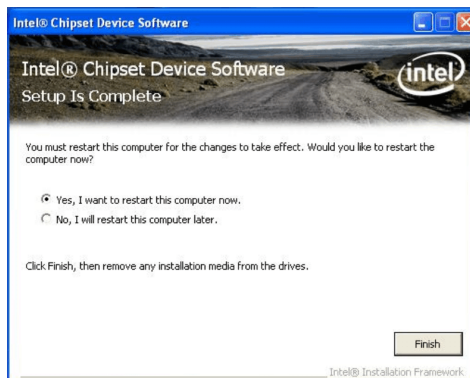 Intel® Chipset Device Software
Intel® Chipset Device Software
intel
Setup Is Complete
You must restart this computer for the changes to take effect. Would you like to restart the
computer now?
Yes, I want to restart this computer now.
No, I will restart this computer later.
Click Finish, then remove any installation media from the drives.
Finish
Intel® Installation Framework